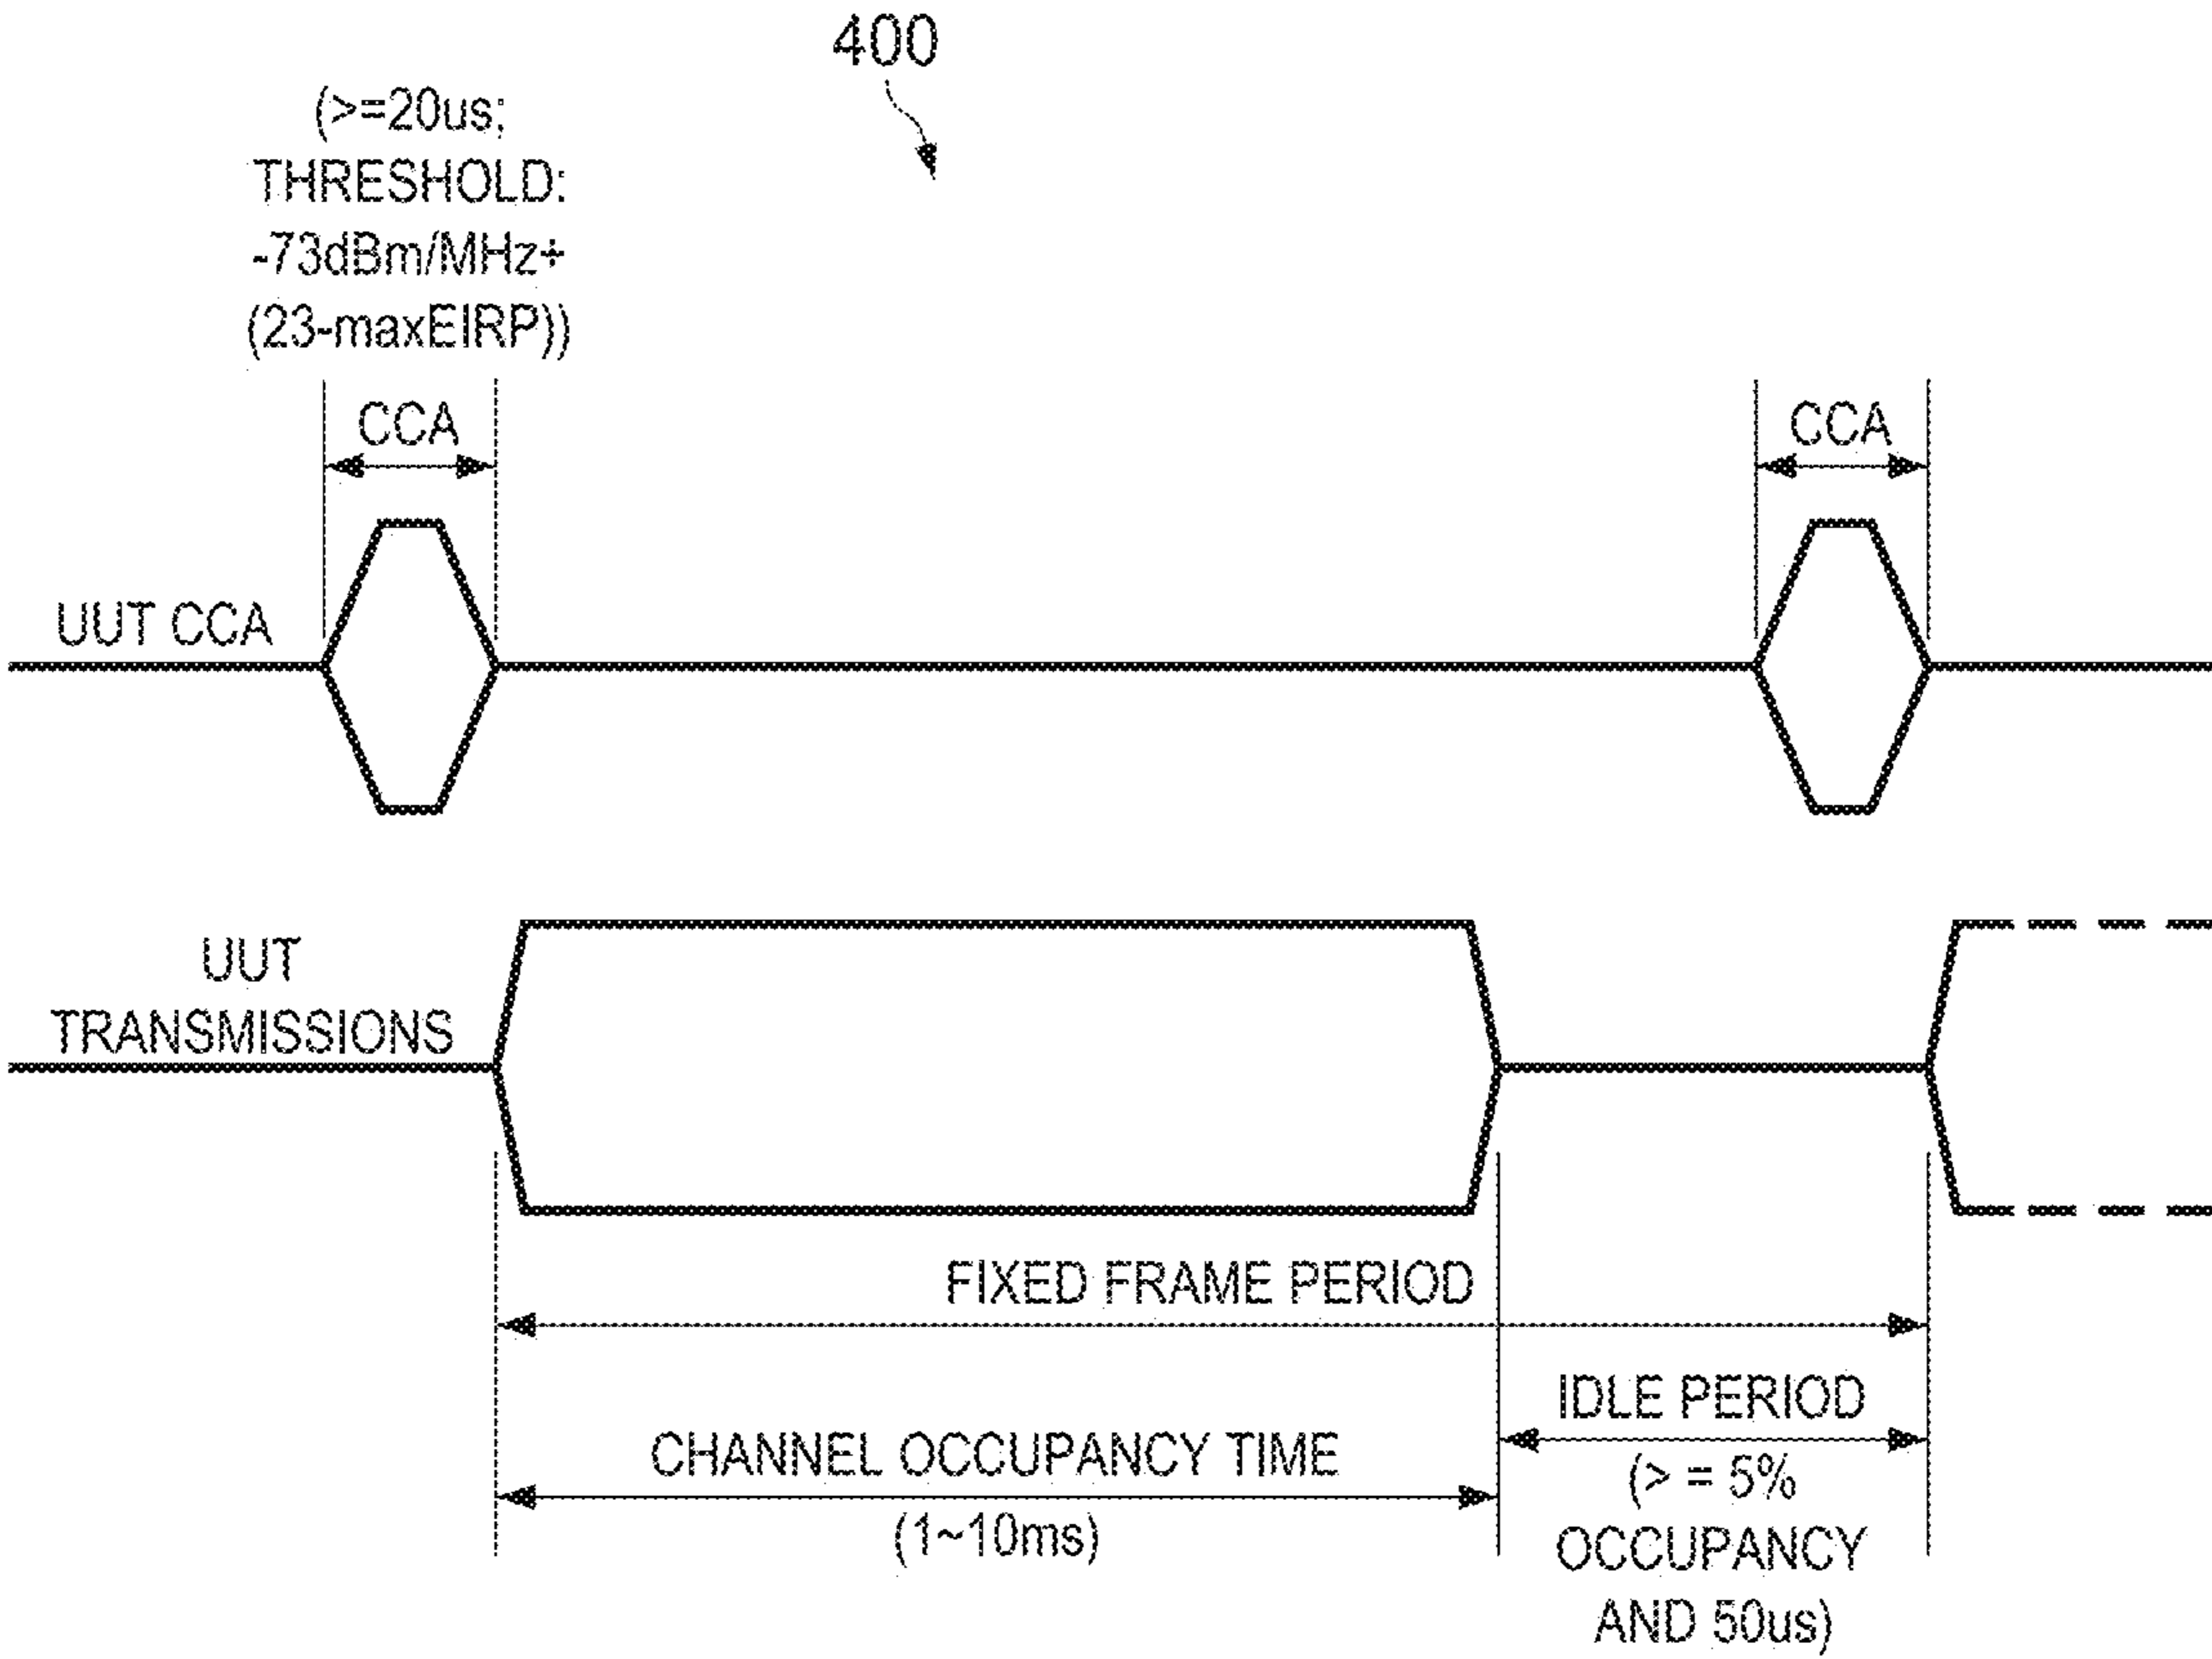 400
(>=20us;
THRESHOLD:
-73dBm/MHz+
(23-maxEIRP))
CCA
CCA
UUT CCA
UUT
TRANSMISSIONS
FIXED FRAME PERIOD
IDLE PERIOD
(> = 5%
OCCUPANCY
AND 50us)
CHANNEL OCCUPANCY TIME
(1~10ms)